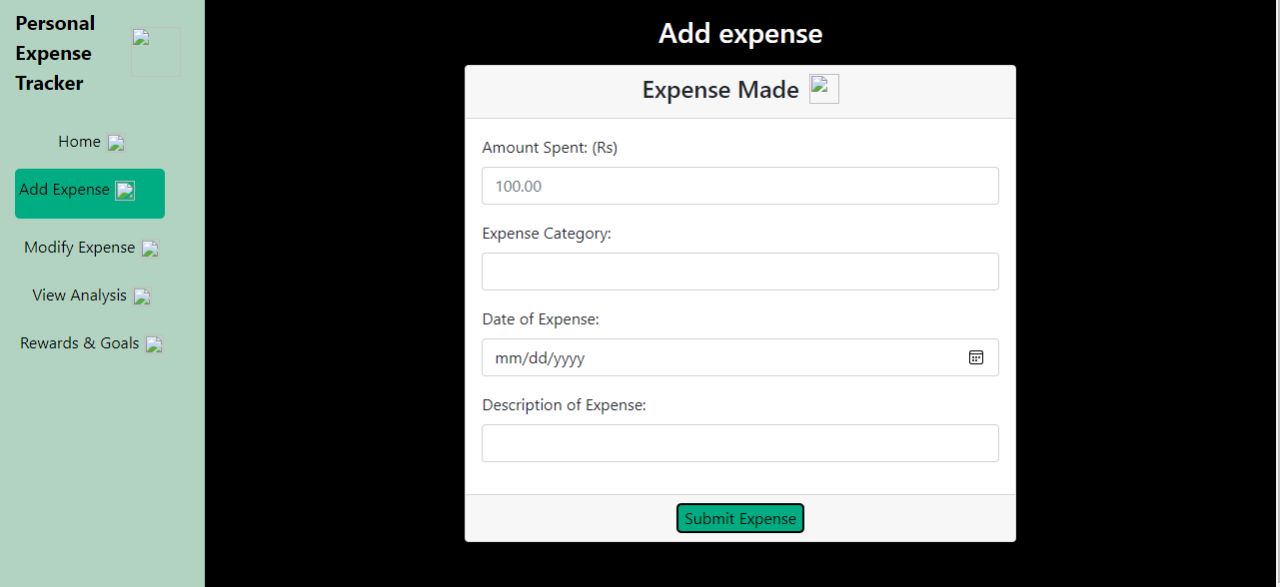 Personal
Expense
Tracker
Home
Add Expense
Modify Expense
View Analysis
Rewards & Goals
Add expense
Expense Made
Amount Spent: (Rs)
100.00
Expense Category:
Date of Expense:
mm/dd/yyyy
Description of Expense:
Submit Expense